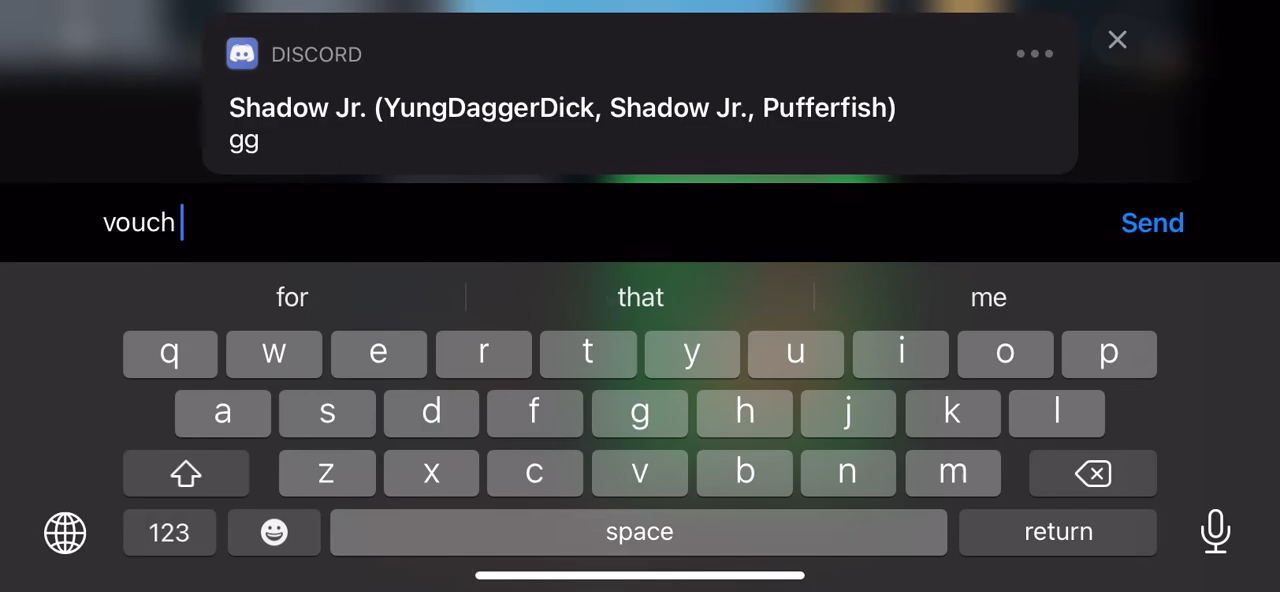 DISCORD
Shadow Jr. (YungDaggerDick, Shadow Jr., Pufferfish)
gg
vouch
Send
for that me
q w e r t y u i o p
a s d f g h j k l
z x c v b n m
123 space return